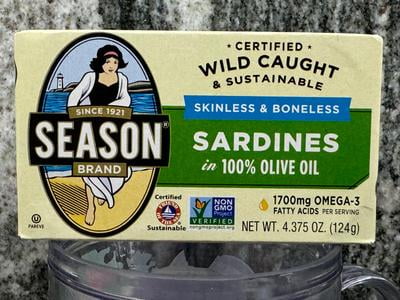 CERTIFIED
WILD CAUGHT
& SUSTAINABLE
SKINLESS & BONELESS
SINCE 1921
SEASON®
BRAND
SARDINES
in 100% OLIVE OIL
U
PAREVE
Certified
Sustainable
NON
GMO
Project
VERIFIED
nongmoproject.org
1700mg OMEGA-3
FATTY ACIDS PER SERVING
NET WT. 4.375 OZ. (124g)